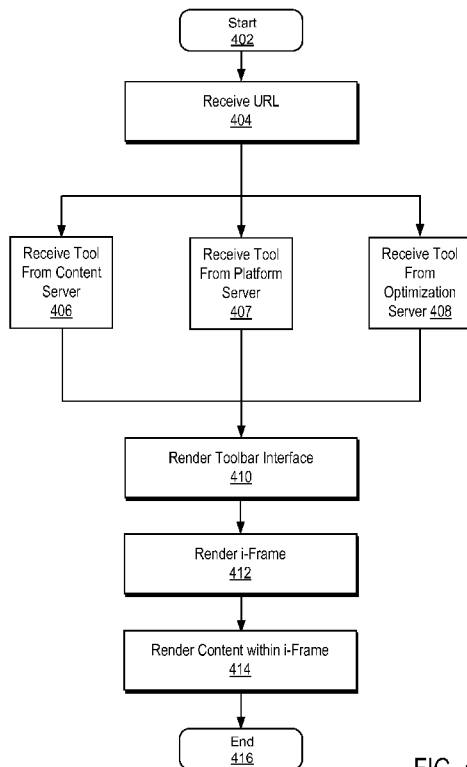 Start
402
Receive URL
404
Receive Tool
From Content
Server
406
Receive Tool
From Platform
Server
407
Receive Tool
From
Optimization
Server 408
Render Toolbar Interface
410
Render i-Frame
412
Render Content within i-Frame
414
End
416
FIG.